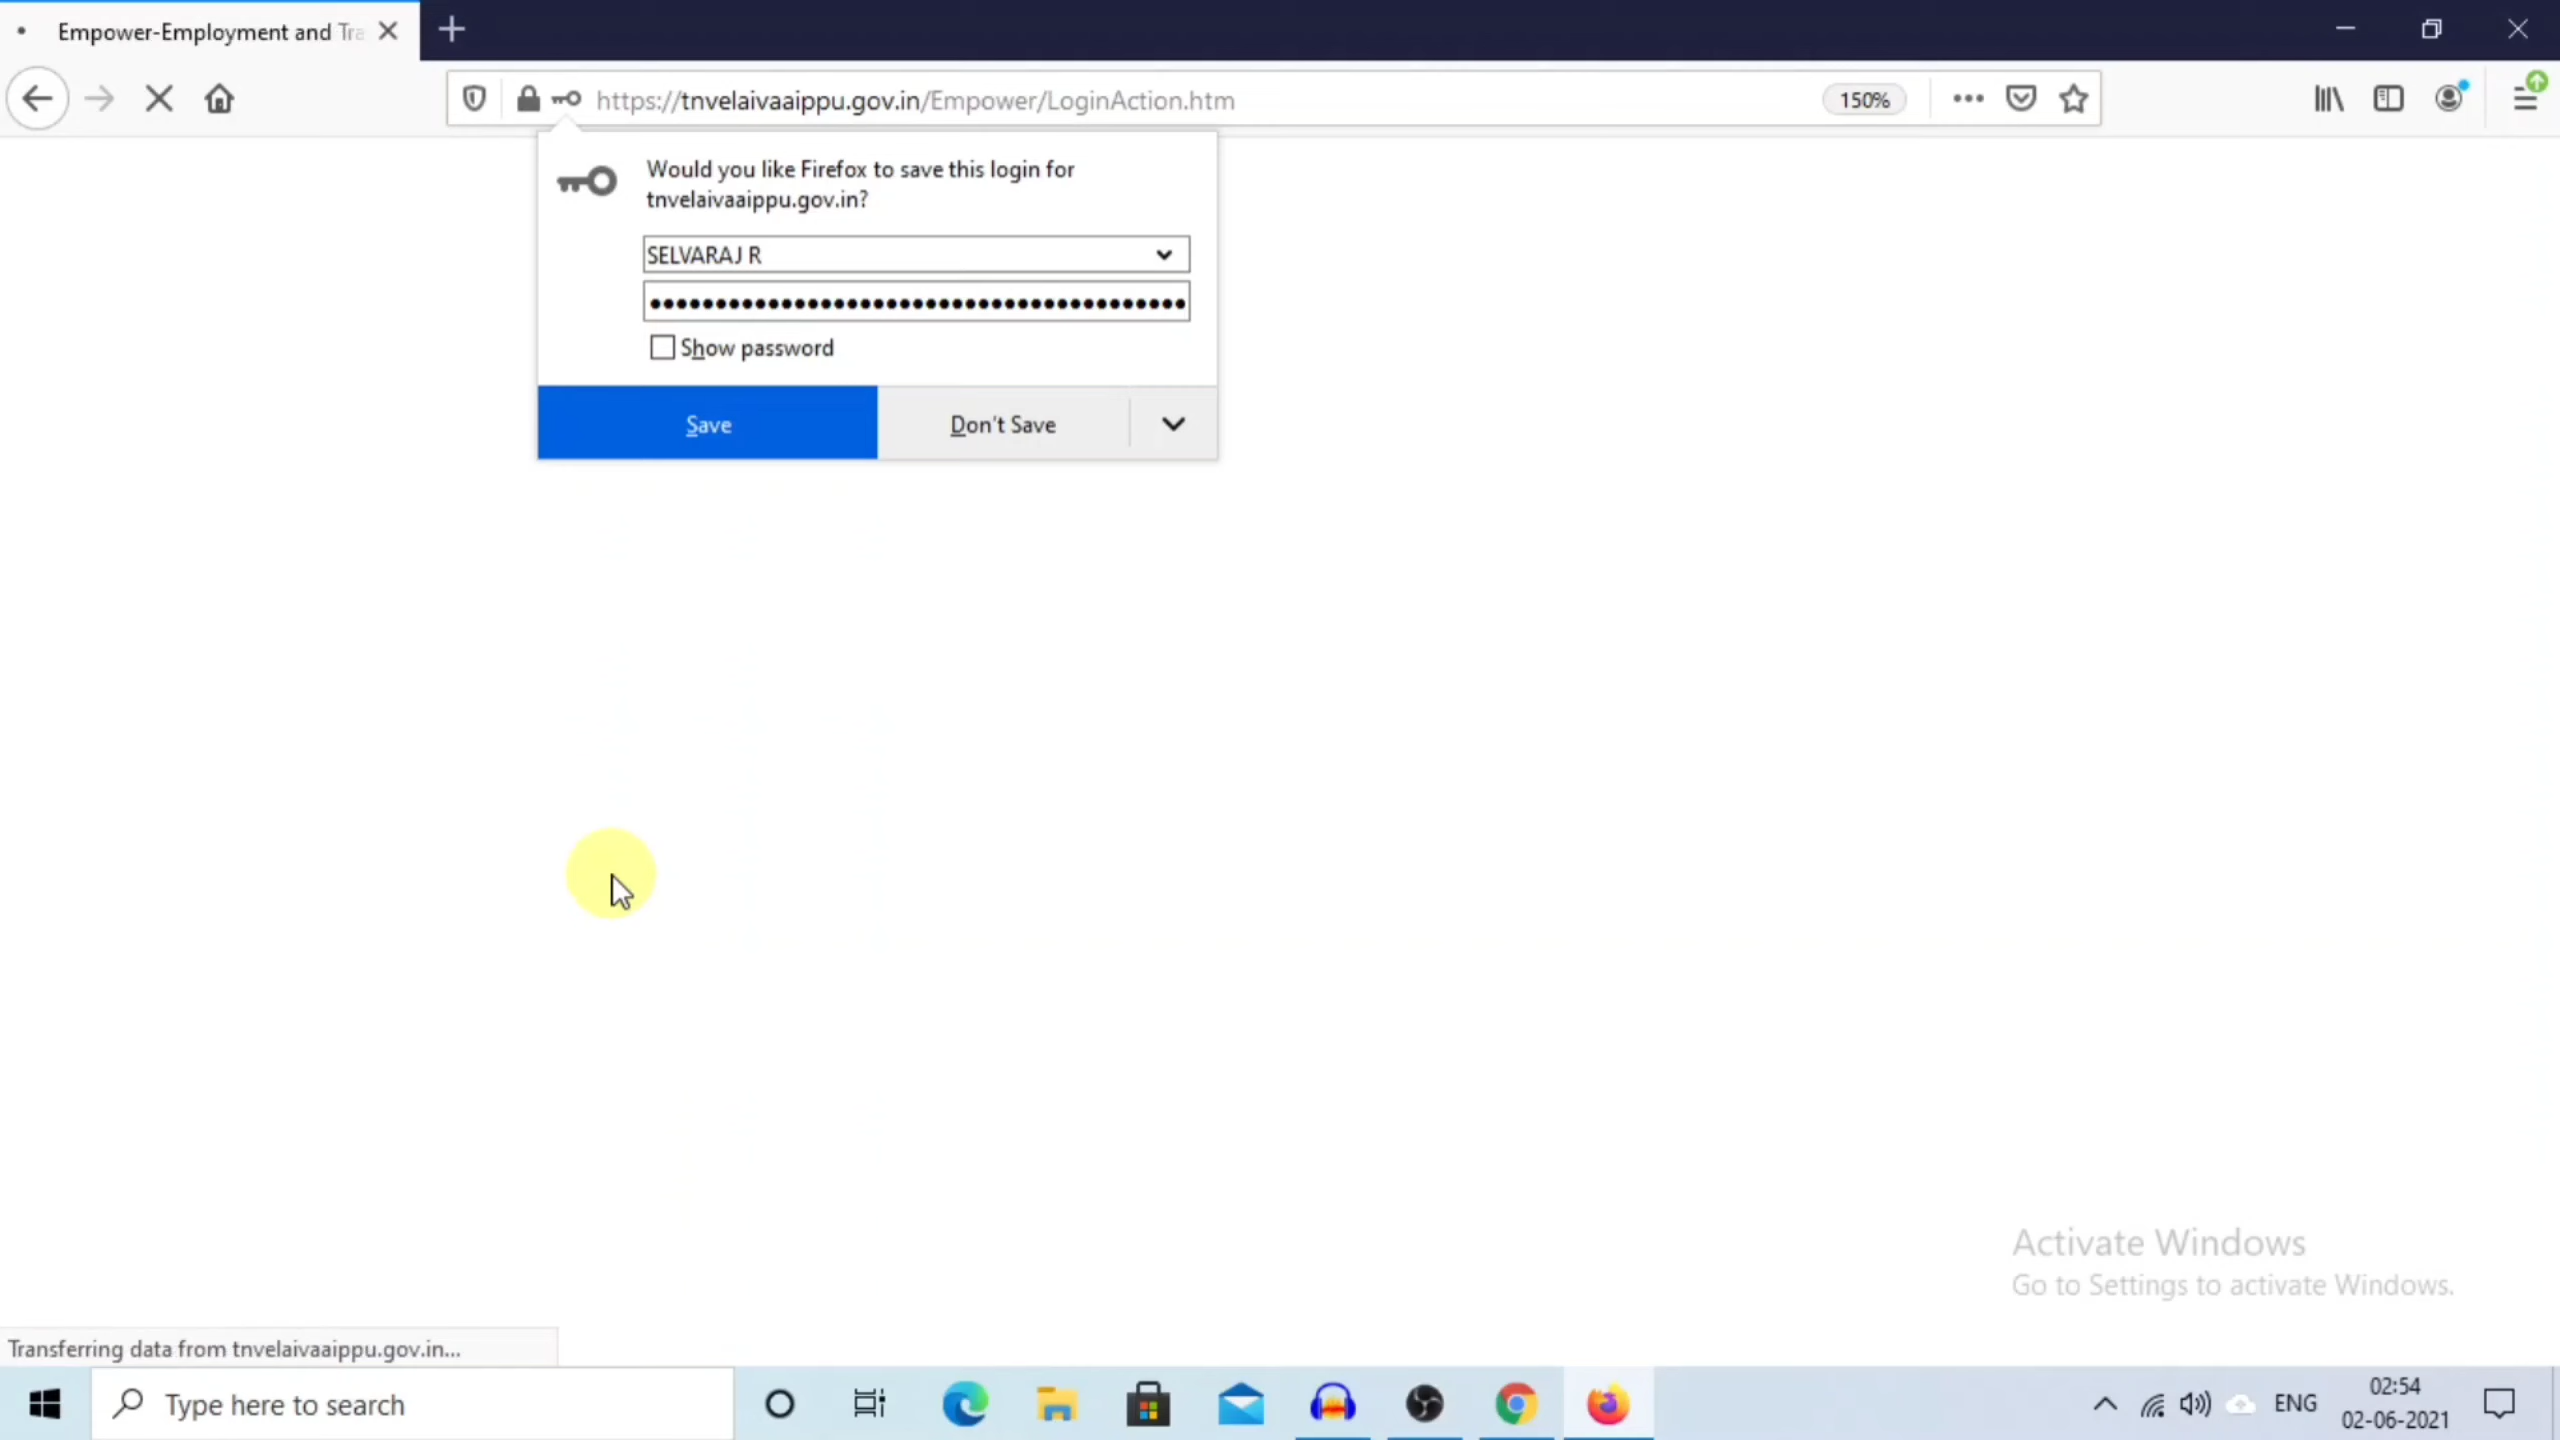 Empower-Employment and Tra
https://tnvelaivaaippu.gov.in/Empower/LoginAction.htm
150%
Would you like Firefox to save this login for
tnvelaivaaippu.gov.in?
SELVARAJ R
Show password
Save
Don't Save
Activate Windows
Go to Settings to activate Windows.
Transferring data from tnvelaivaaippu.gov.in...
Type here to search
ENG
02:54
02-06-2021